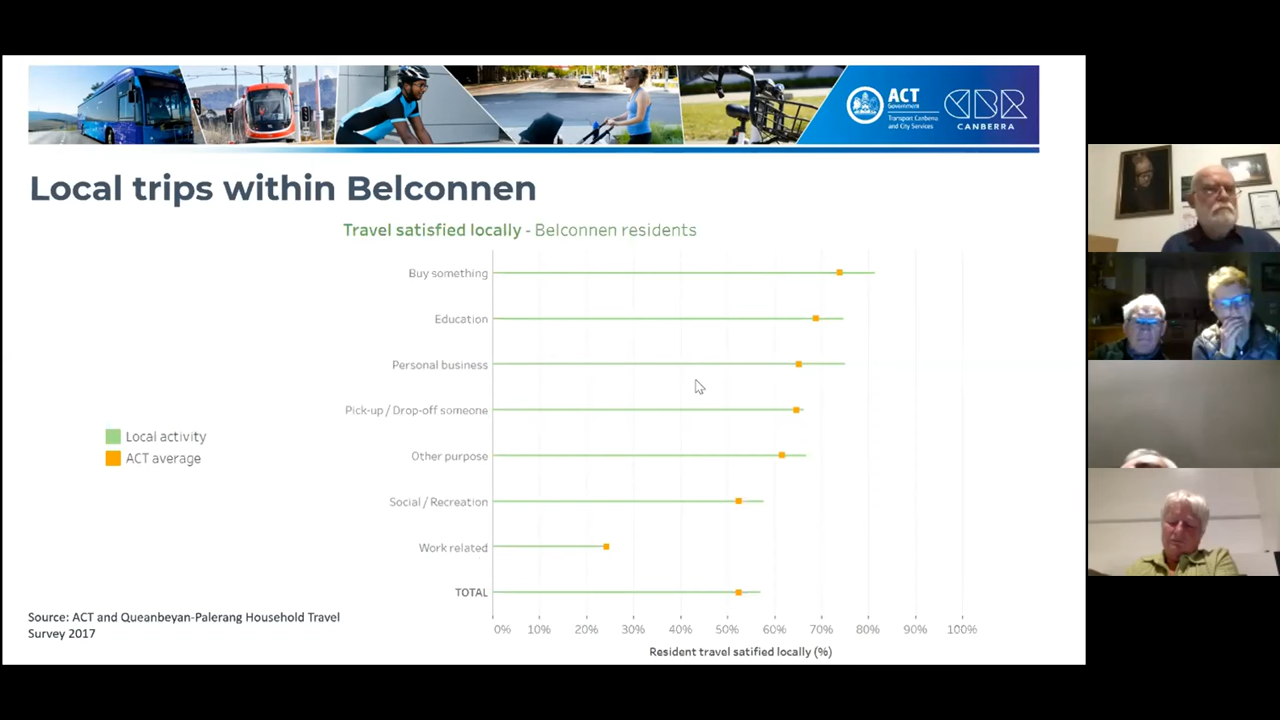 ACT
Government
Transport Canberra
and City Services
CBR
CANBERRA
Local trips within Belconnen
Travel satisfied locally - Belconnen residents
Buy something
Education
Personal business
Pick-up / Drop-off someone
Other purpose
Social / Recreation
Work related
TOTAL
Local activity
ACT average
0% 10% 20% 30% 40% 50% 60% 70% 80% 90% 100%
Resident travel satified locally (%)
Source: ACT and Queanbeyan-Palerang Household Travel
Survey 2017